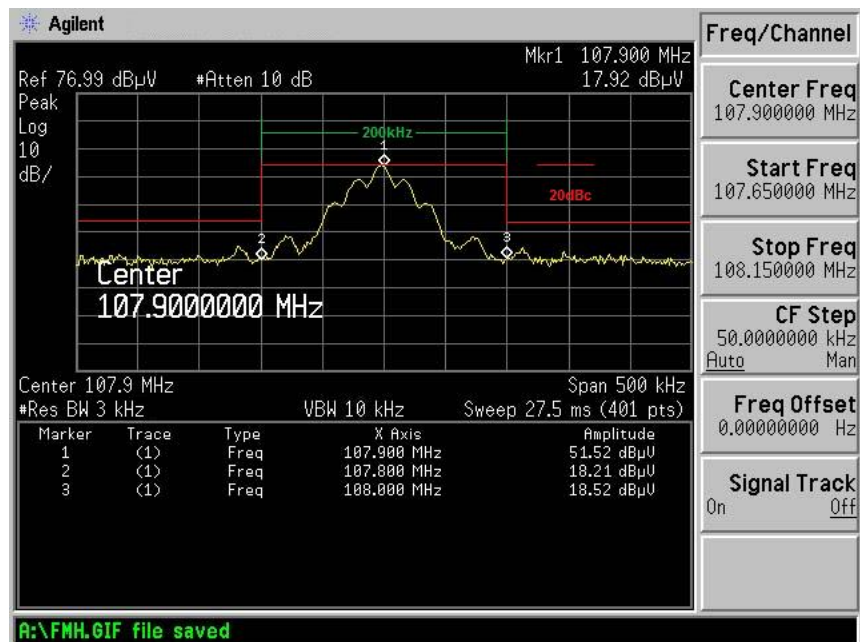 Agilent
Freq/Channel
Mkr1 107.900 MHz
Ref 76.99 dBµV #Atten 10 dB 17.92 dBµV
Peak
Log
10
dB/
200kHz
1
20dBc
2
3
Center
107.9000000 MHz
Center 107.9 MHz Span 500 kHz
#Res BW 3 kHz VBW 10 kHz Sweep 27.5 ms (401 pts)
Marker Trace Type X Axis Amplitude
1 (1) Freq 107.900 MHz 51.52 dBµV
2 (1) Freq 107.800 MHz 18.21 dBµV
3 (1) Freq 108.000 MHz 18.52 dBµV
Center Freq
107.900000 MHz
Start Freq
107.650000 MHz
Stop Freq
108.150000 MHz
CF Step
50.0000000 kHz
Auto Man
Freq Offset
0.00000000 Hz
Signal Track
On Off
A:\FMH.GIF file saved